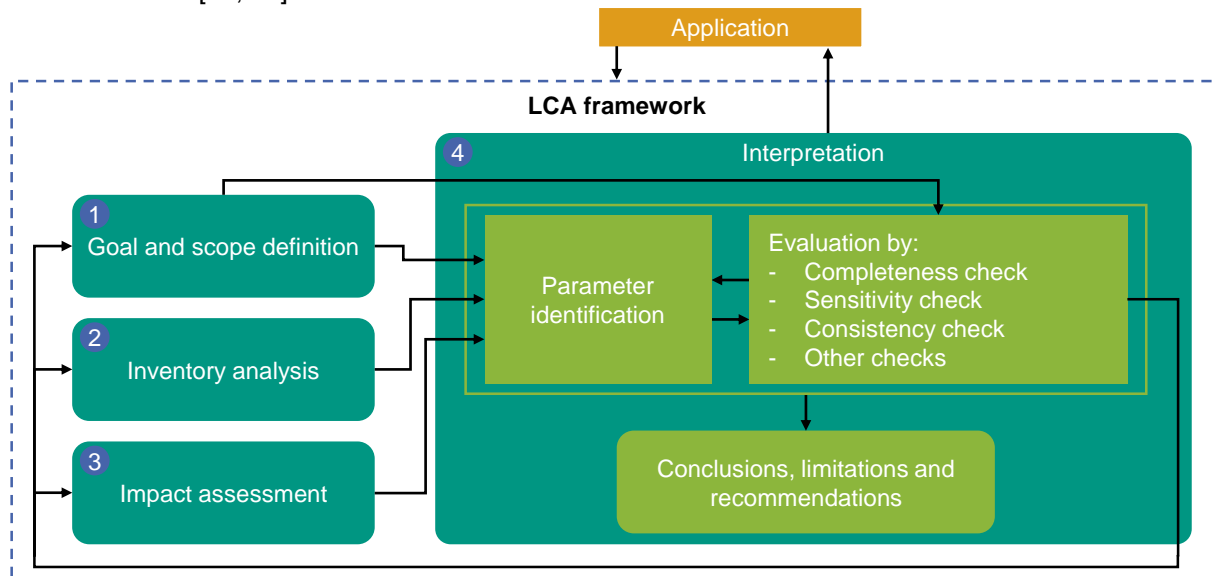 Application
LCA framework
4
Interpretation
1
Goal and scope definition
Parameter
identification
Evaluation by:
- Completeness check
- Sensitivity check
- Consistency check
- Other checks
2
Inventory analysis
3
Impact assessment
Conclusions, limitations and
recommendations